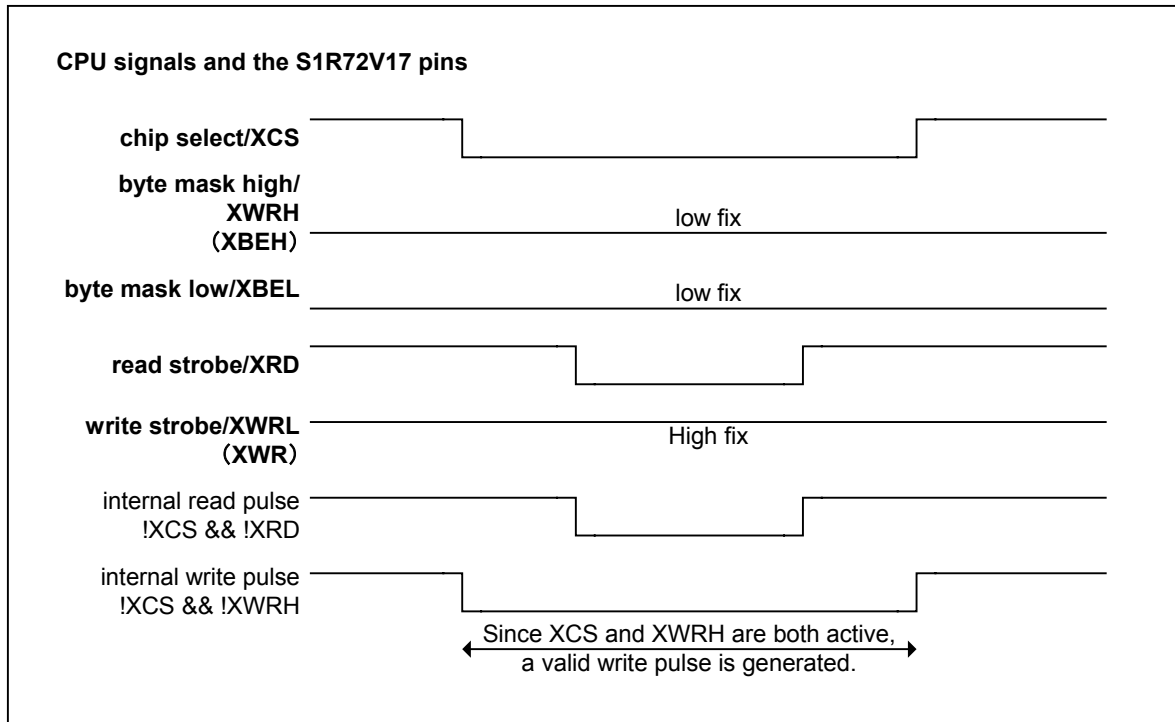 CPU signals and the S1R72V17 pins
chip select/XCS
byte mask high/
XWRH
（XBEH）
low fix
byte mask low/XBEL
low fix
read strobe/XRD
write strobe/XWRL
（XWR）
High fix
internal read pulse
!XCS && !XRD
internal write pulse
!XCS && !XWRH
Since XCS and XWRH are both active,
a valid write pulse is generated.